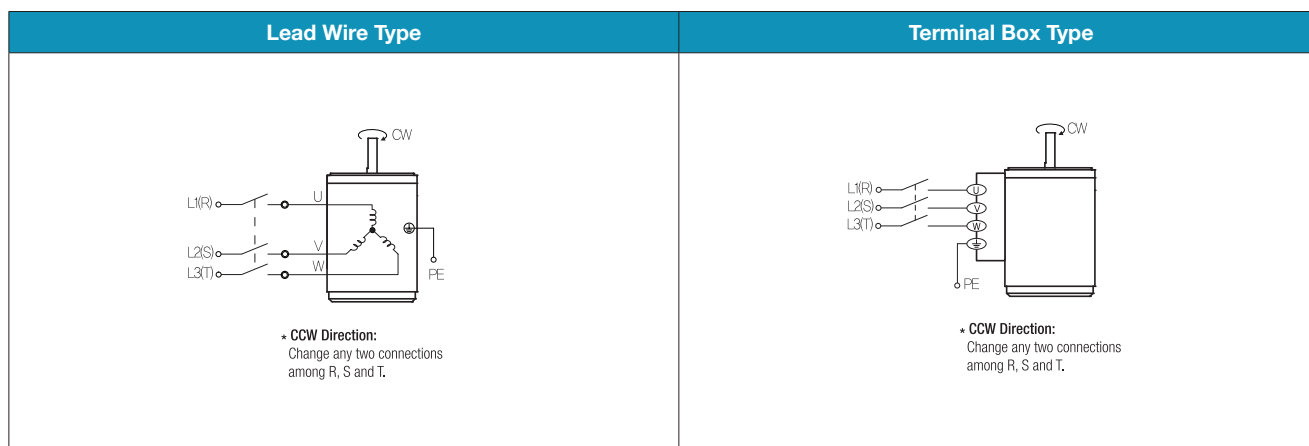 Lead Wire Type
Terminal Box Type
CW
L1(R)
U
L2(S)
V
L3(T)
W
PE
* CCW Direction:
Change any two connections
among R, S and T.
CW
L1(R)
U
L2(S)
V
L3(T)
W
PE
* CCW Direction:
Change any two connections
among R, S and T.